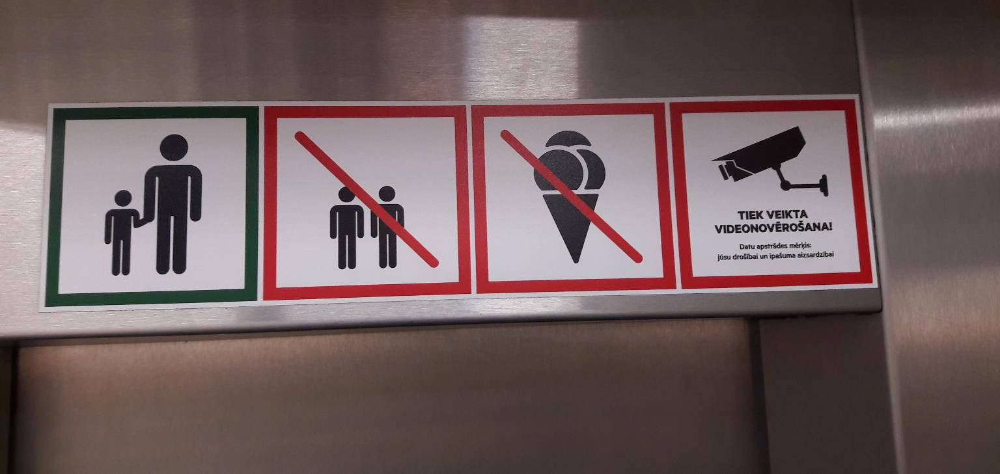 TIEK VEIKTA
VIDEONOVĒROŠANA!
Datu apstrādes mērķis:
jūsu drošībai un īpašuma aizsardzībai